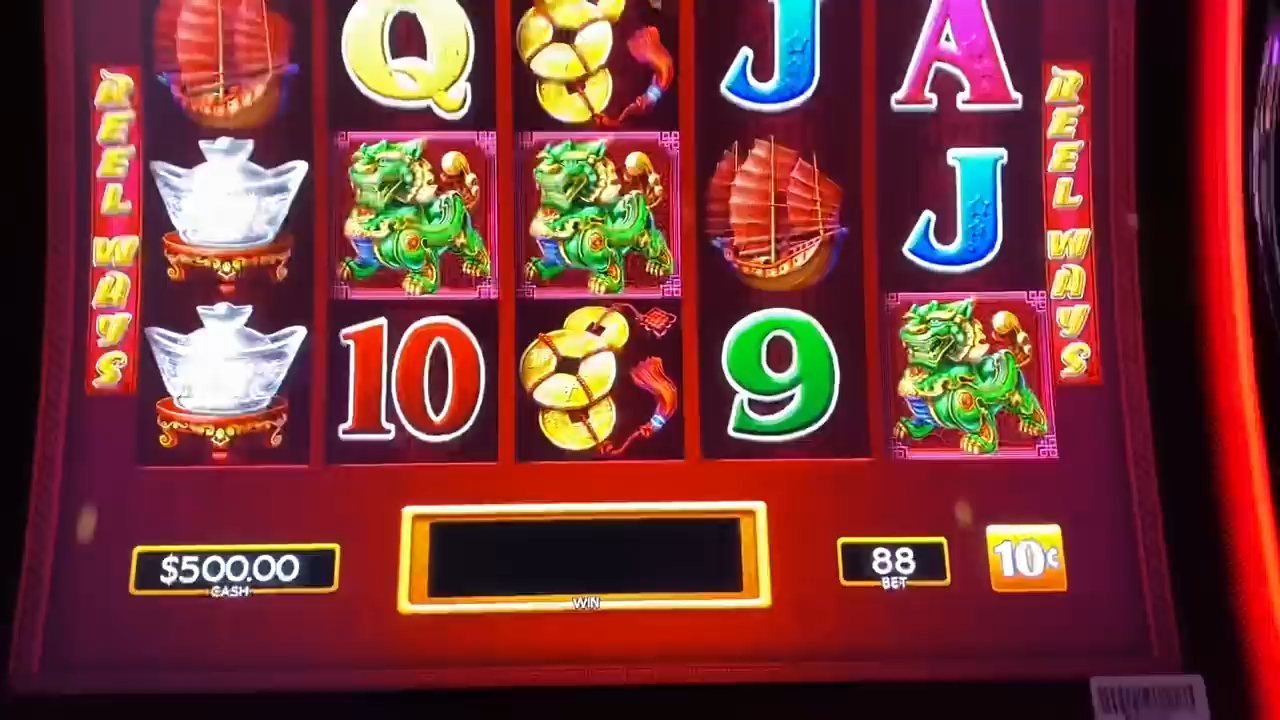 Q
J
A
REEL WAYS
REEL WAYS
J
10
9
$500.00
CASH
WIN
88
BET
10¢